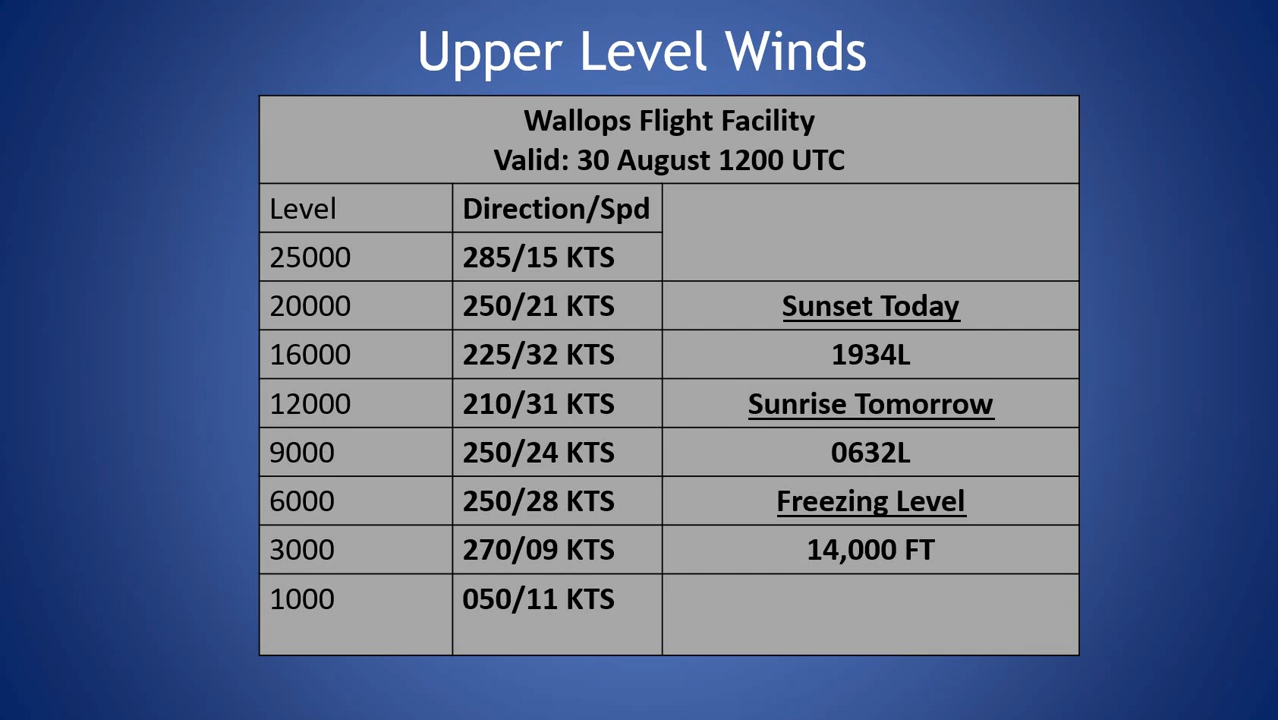 Upper Level Winds
Wallops Flight Facility
Valid: 30 August 1200 UTC
Level Direction/Spd
25000 285/15 KTS
20000 250/21 KTS Sunset Today
16000 225/32 KTS 1934L
12000 210/31 KTS Sunrise Tomorrow
9000 250/24 KTS 0632L
6000 250/28 KTS Freezing Level
3000 270/09 KTS 14,000 FT
1000 050/11 KTS